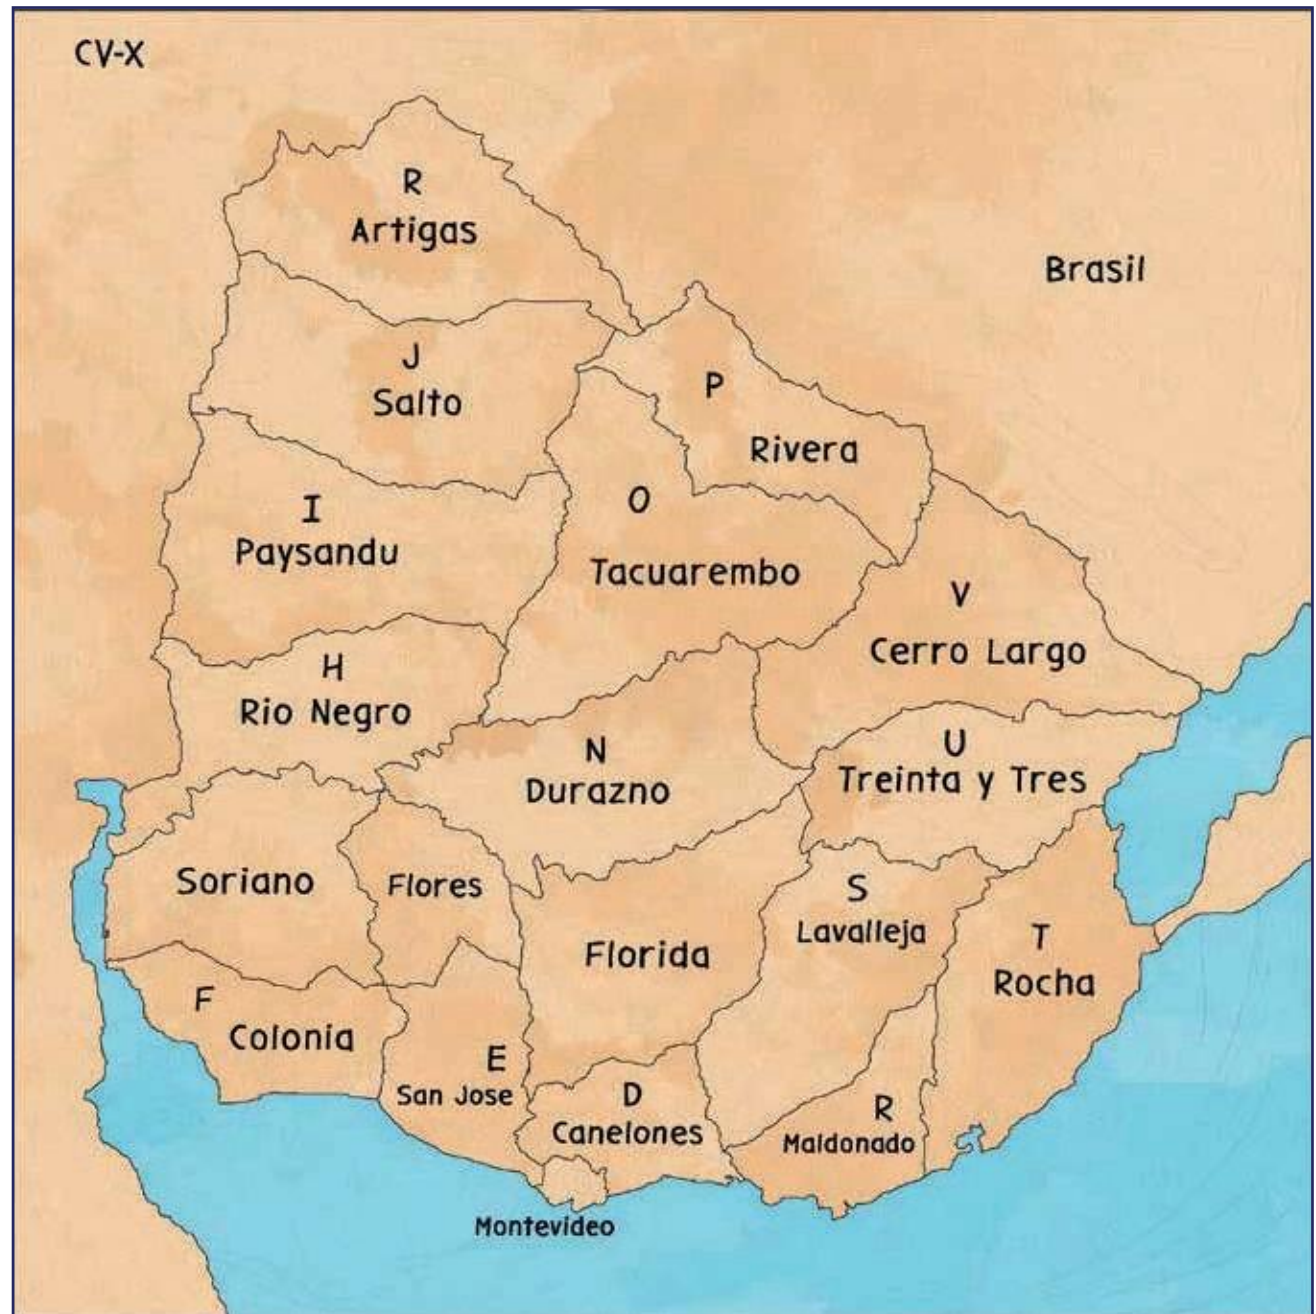 CV-X
R
Artigas
Brasil
J
Salto
P
Rivera
I
Paysandu
O
Tacuarembo
V
Cerro Largo
H
Rio Negro
N
Durazno
U
Treinta y Tres
Soriano
Flores
Florida
S
Lavalleja
T
Rocha
F
Colonia
E
San Jose
D
Canelones
R
Maldonado
Montevideo